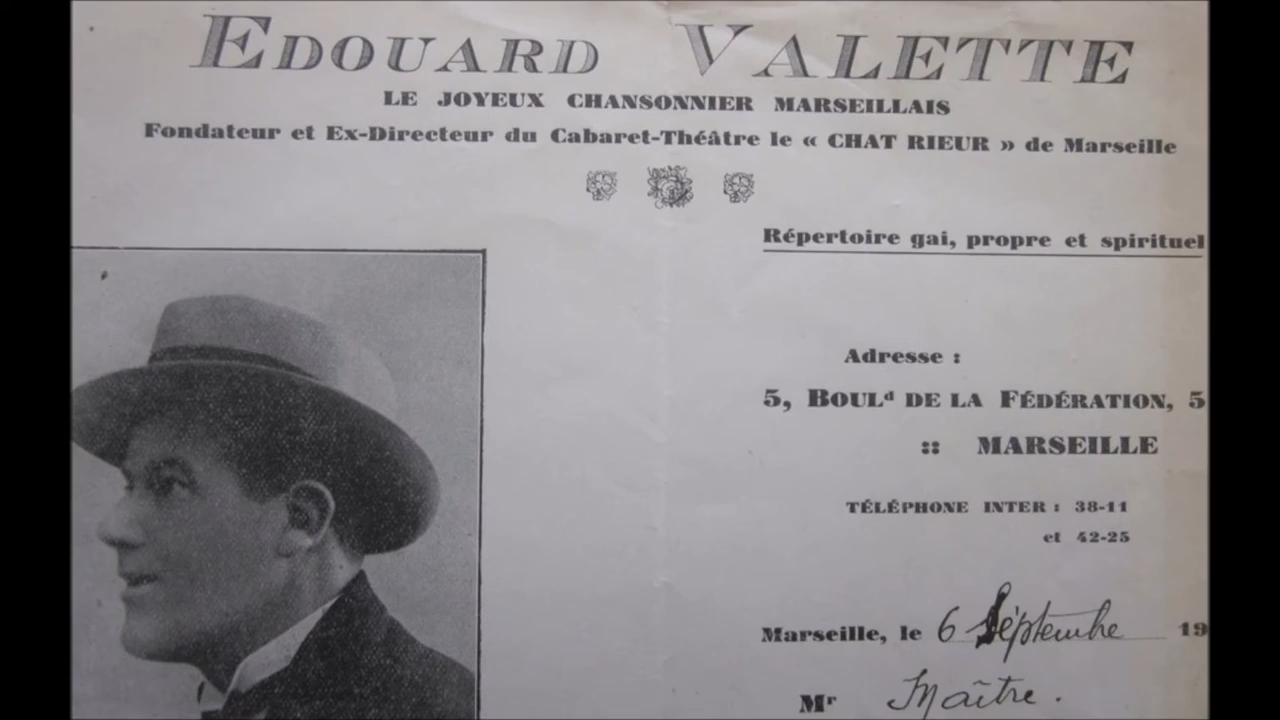 EDOUARD VALETTE
LE JOYEUX CHANSONNIER MARSEILLAIS
Fondateur et Ex-Directeur du Cabaret-Théâtre le « CHAT RIEUR » de Marseille
Répertoire gai, propre et spirituel
Adresse :
5, BOULᵈ DE LA FÉDÉRATION, 5
:: MARSEILLE
TÉLÉPHONE INTER : 38-11
et 42-25
Marseille, le 6 Septembre 19
Mʳ Maître.